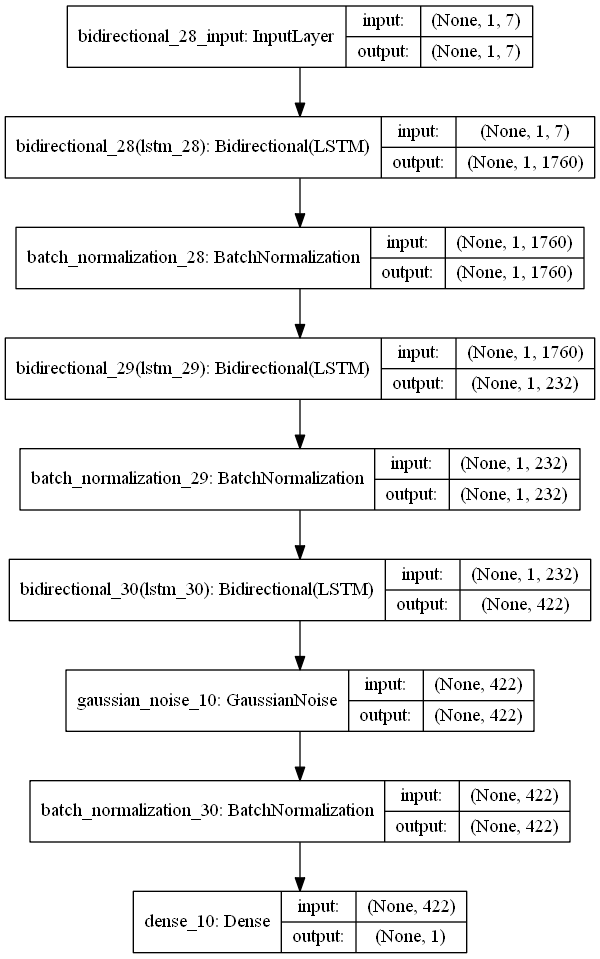 bidirectional_28_input: InputLayer
input: (None, 1, 7)
output: (None, 1, 7)
bidirectional_28(lstm_28): Bidirectional(LSTM)
input: (None, 1, 7)
output: (None, 1, 1760)
batch_normalization_28: BatchNormalization
input: (None, 1, 1760)
output: (None, 1, 1760)
bidirectional_29(lstm_29): Bidirectional(LSTM)
input: (None, 1, 1760)
output: (None, 1, 232)
batch_normalization_29: BatchNormalization
input: (None, 1, 232)
output: (None, 1, 232)
bidirectional_30(lstm_30): Bidirectional(LSTM)
input: (None, 1, 232)
output: (None, 422)
gaussian_noise_10: GaussianNoise
input: (None, 422)
output: (None, 422)
batch_normalization_30: BatchNormalization
input: (None, 422)
output: (None, 422)
dense_10: Dense
input: (None, 422)
output: (None, 1)